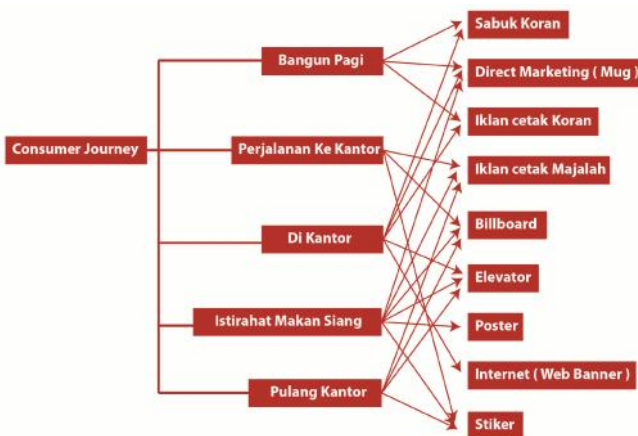 Consumer Journey
Bangun Pagi
Perjalanan Ke Kantor
Di Kantor
Istirahat Makan Siang
Pulang Kantor
Sabuk Koran
Direct Marketing ( Mug )
Iklan cetak Koran
Iklan cetak Majalah
Billboard
Elevator
Poster
Internet ( Web Banner )
Stiker